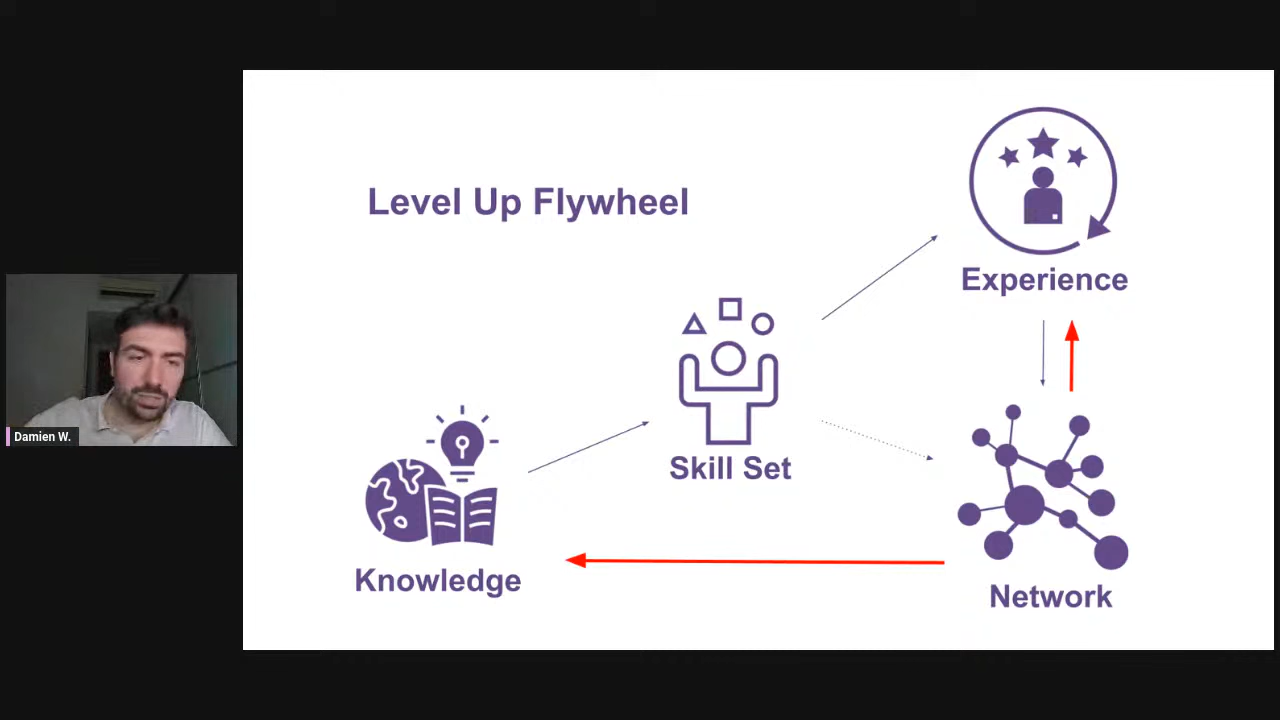 Level Up Flywheel
Experience
Skill Set
Damien W.
Knowledge
Network